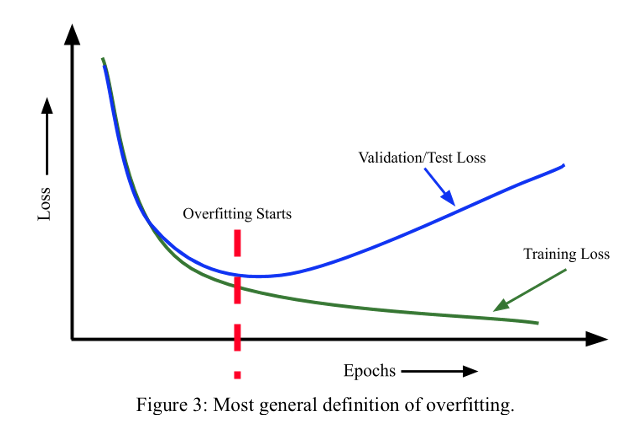 Validation/Test Loss
Overfitting Starts
Loss
Training Loss
Epochs
Figure 3: Most general definition of overfitting.